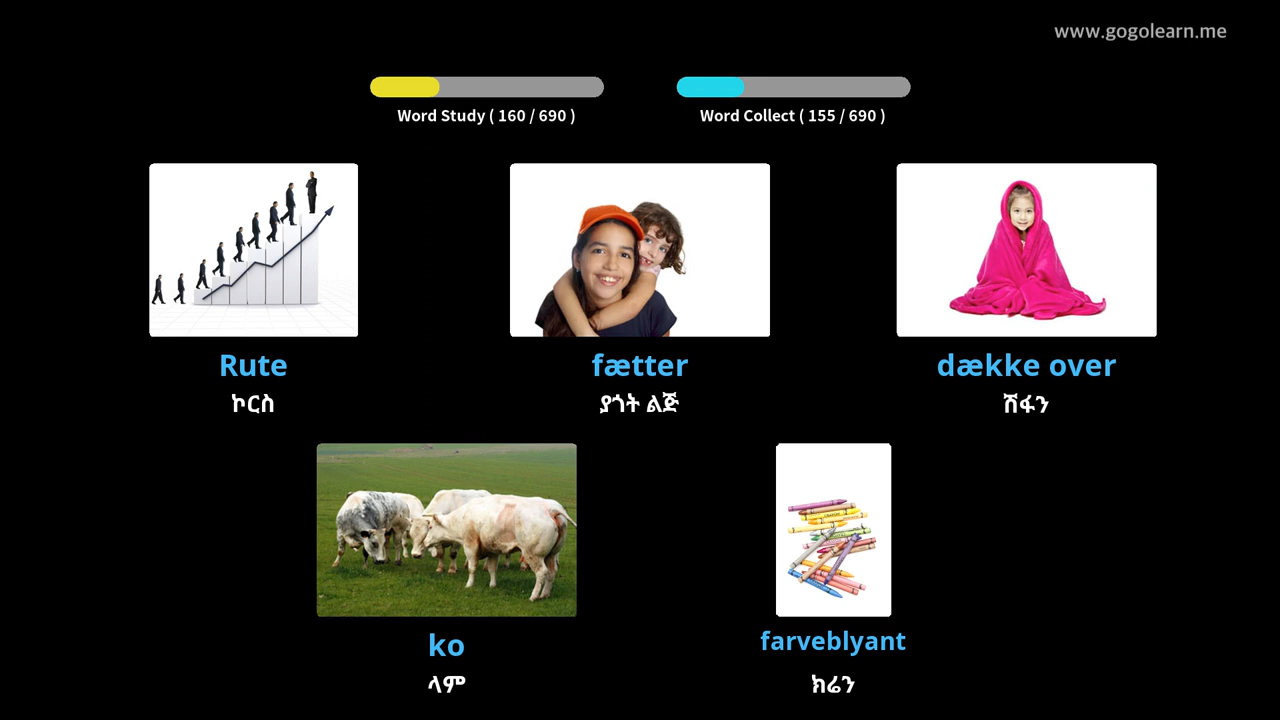 www.gogolearn.me
Word Study ( 160 / 690 )
Word Collect ( 155 / 690 )
Rute
ኮርስ
fætter
ያጎት ልጅ
dække over
ሸፋን
ko
ላም
farveblyant
ክሬን